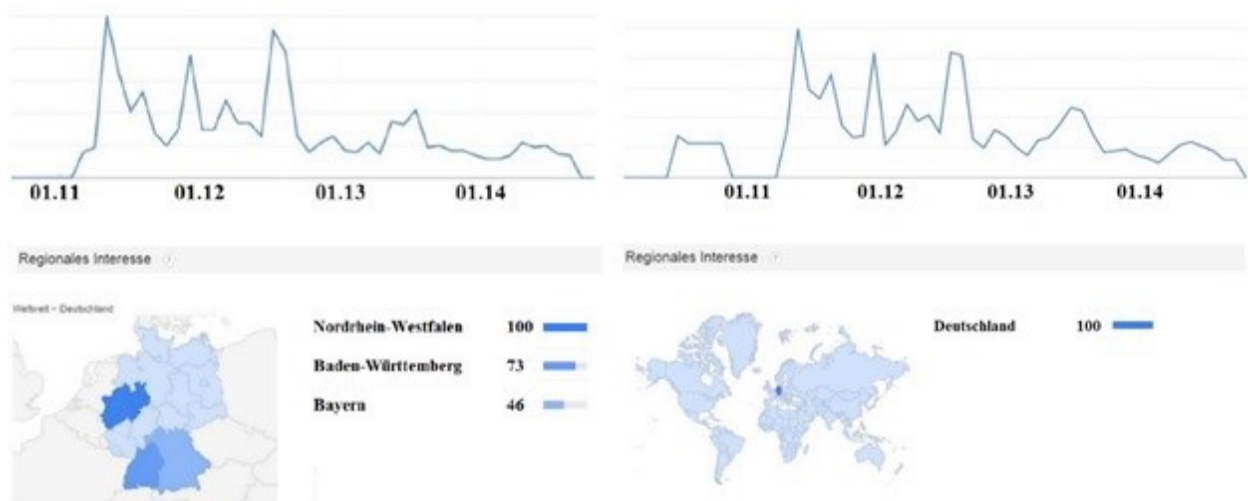 01.11 01.12 01.13 01.14
01.11 01.12 01.13 01.14
Regionales Interesse ?
Regionales Interesse ?
Weltweit > Deutschland
Nordrhein-Westfalen 100
Baden-Württemberg 73
Bayern 46
Deutschland 100